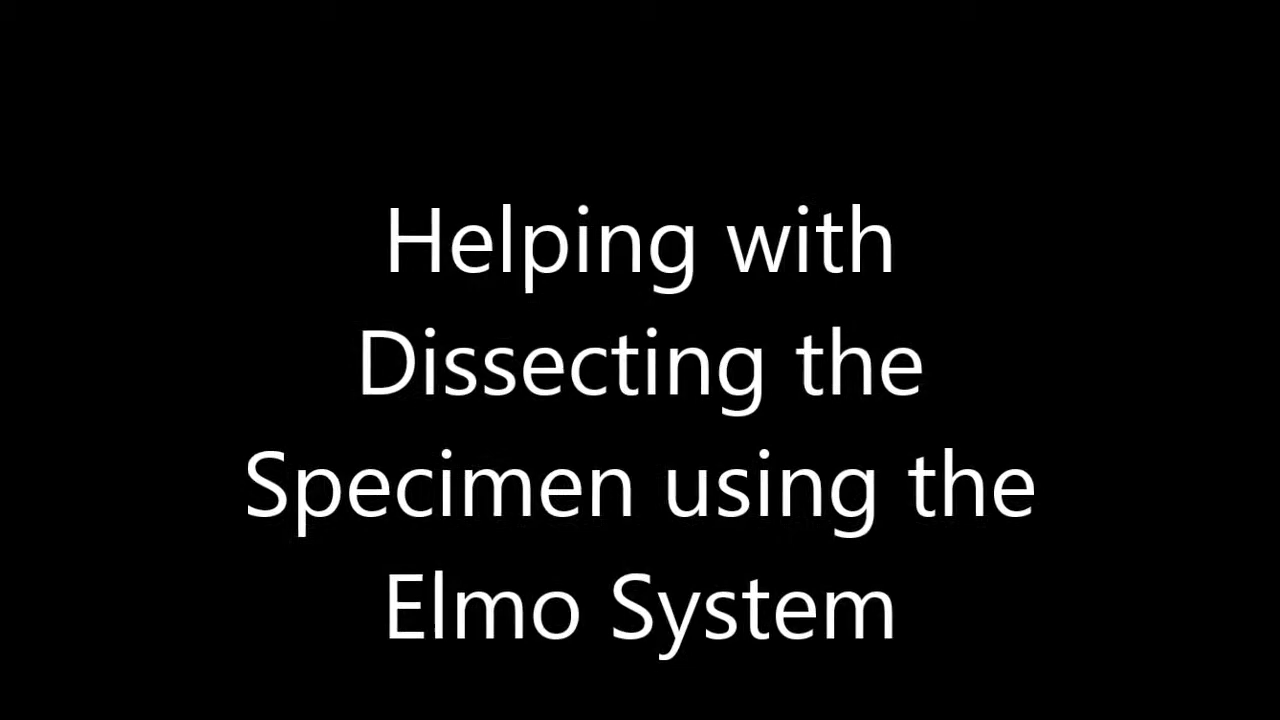 Helping with
Dissecting the
Specimen using the
Elmo System